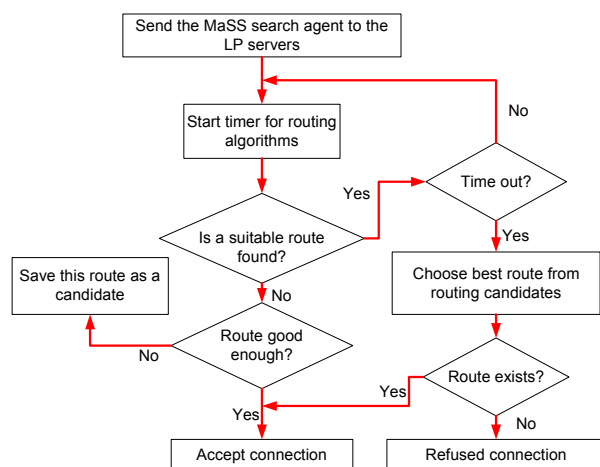 Send the MaSS search agent to the
LP servers
No
Start timer for routing
algorithms
Time out?
Yes
Is a suitable route
found?
Yes
Save this route as a
candidate
Choose best route from
routing candidates
No
Route good
enough?
No
Route exists?
Yes
Yes
No
Accept connection
Refused connection